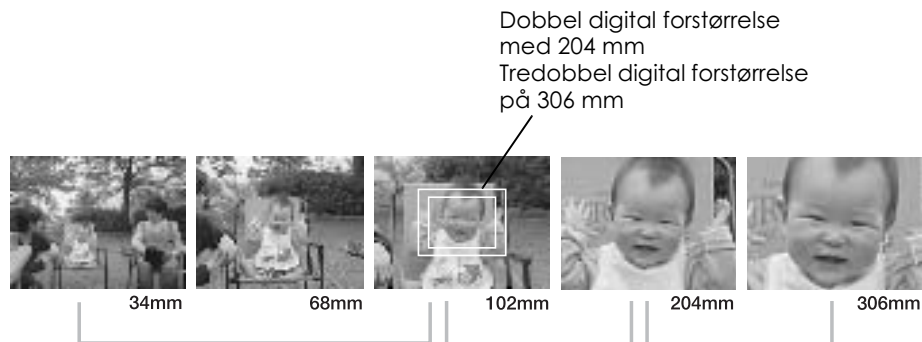 Dobbel digital forstørrelse
med 204 mm
Tredobbel digital forstørrelse
på 306 mm
34mm
68mm
102mm
204mm
306mm